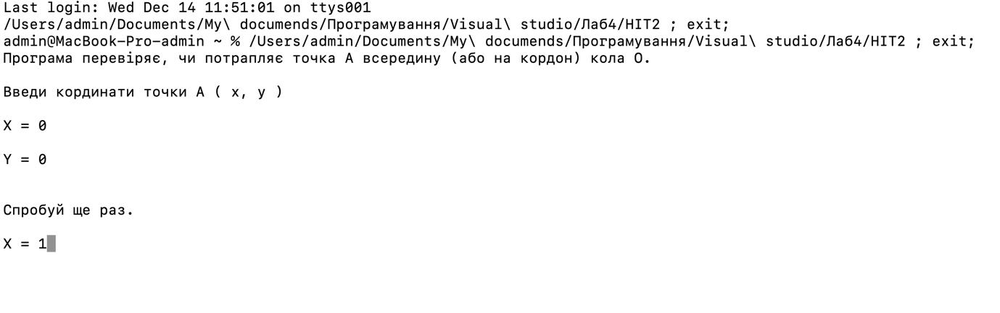 Last login: Wed Dec 14 11:51:01 on ttys001
/Users/admin/Documents/My\ documends/Програмування/Visual\ studio/Лаб4/HIT2 ; exit;
admin@MacBook-Pro-admin ~ % /Users/admin/Documents/My\ documends/Програмування/Visual\ studio/Лаб4/HIT2 ; exit;
Програма перевіряє, чи потрапляє точка А всередину (або на кордон) кола О.
Введи кординати точки А ( x, y )
X = 0
Y = 0
Спробуй ще раз.
X = 1